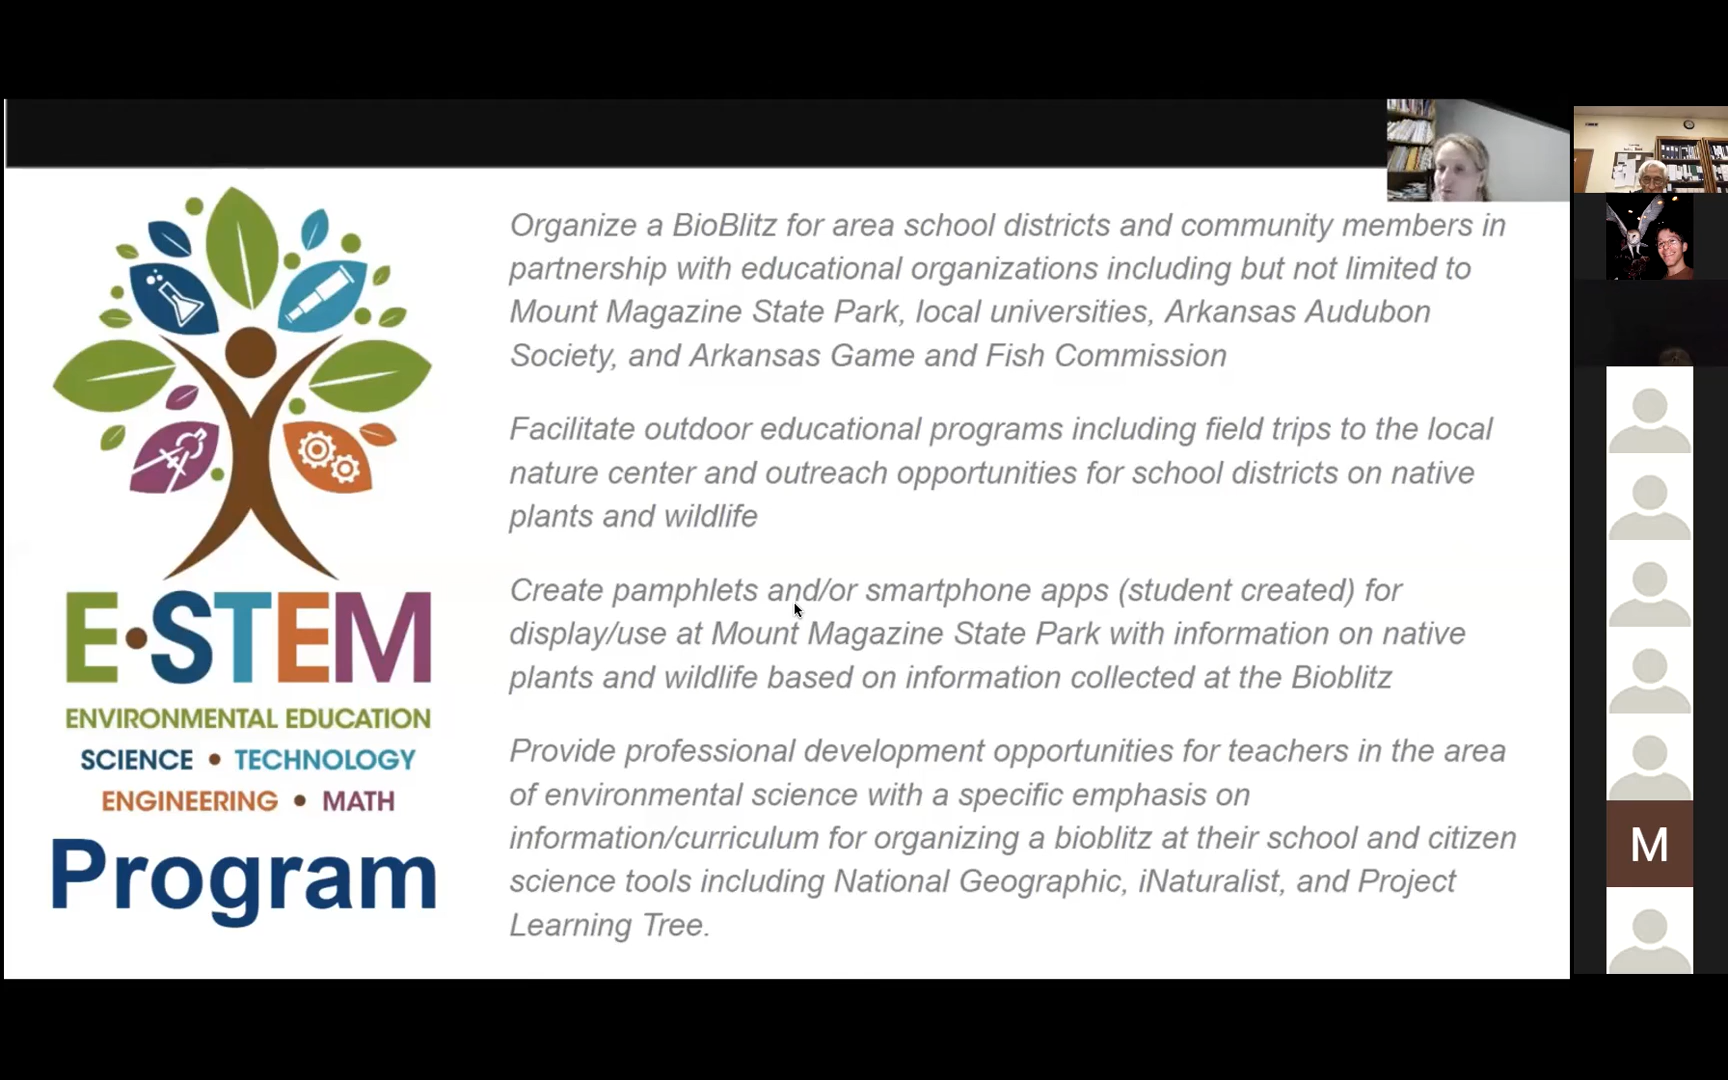 Organize a BioBlitz for area school districts and community members in
partnership with educational organizations including but not limited to
Mount Magazine State Park, local universities, Arkansas Audubon
Society, and Arkansas Game and Fish Commission
Facilitate outdoor educational programs including field trips to the local
nature center and outreach opportunities for school districts on native
plants and wildlife
Create pamphlets and/or smartphone apps (student created) for
display/use at Mount Magazine State Park with information on native
plants and wildlife based on information collected at the Bioblitz
Provide professional development opportunities for teachers in the area
of environmental science with a specific emphasis on
information/curriculum for organizing a bioblitz at their school and citizen
science tools including National Geographic, iNaturalist, and Project
Learning Tree.
E•STEM
ENVIRONMENTAL EDUCATION
SCIENCE • TECHNOLOGY
ENGINEERING • MATH
Program
M